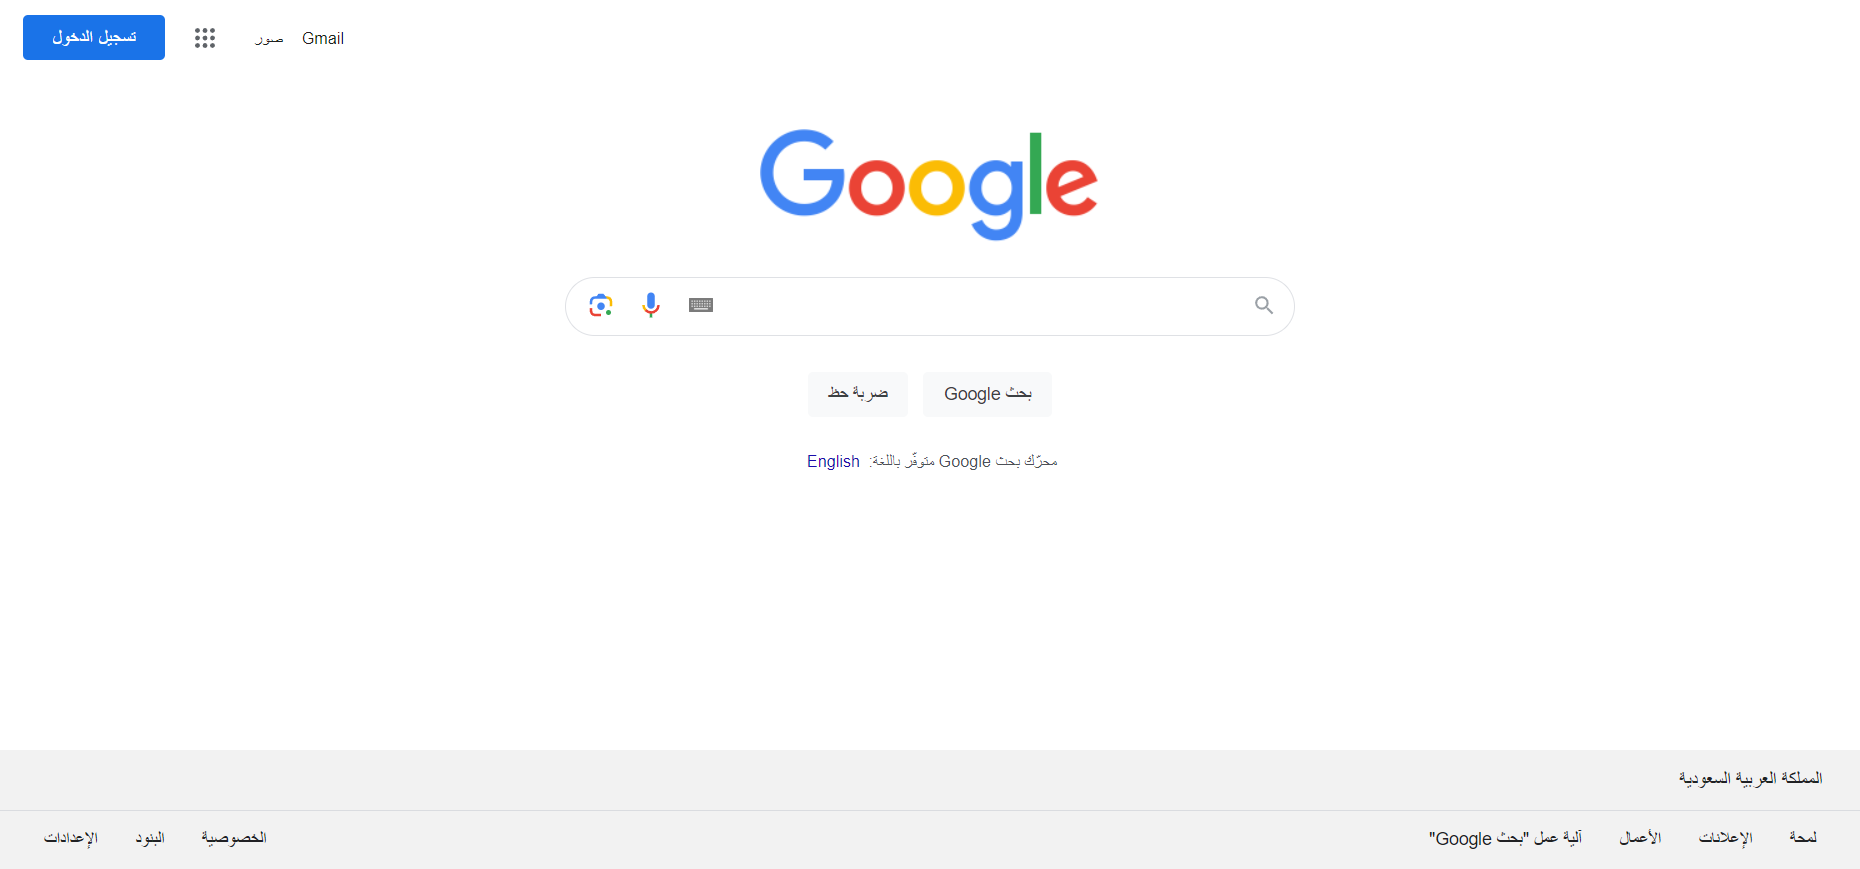 Gmail صور تسجيل الدخول
Google
بحث Google ضربة حظ
محرّك بحث Google متوفّر باللغة: English
المملكة العربية السعودية
لمحة الإعلانات الأعمال آلية عمل "بحث Google" الخصوصية البنود الإعدادات